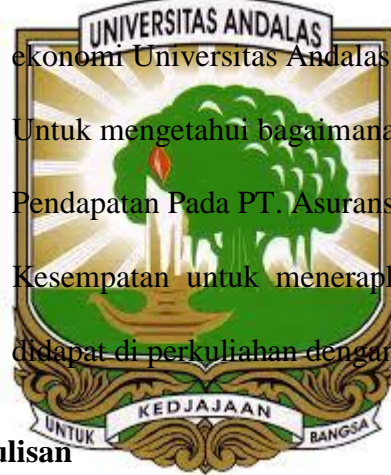 UNIVERSITAS ANDALAS
ekonomi Universitas Andalas
Untuk mengetahui bagaimana
Pendapatan Pada PT. Asurans
Kesempatan untuk menerapk
didapat di perkuliahan dengan
KEDJAJAAN
UNTUK BANGSA
ulisan